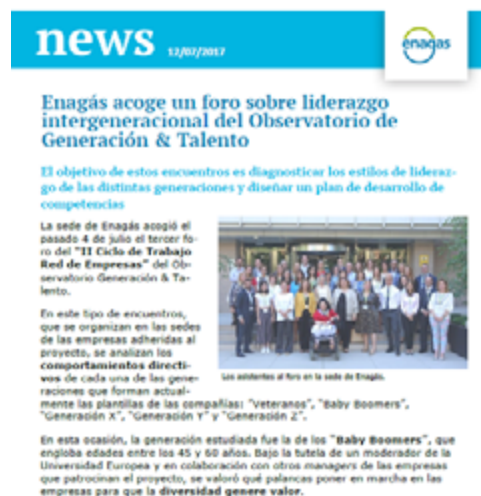 news 12/07/2017
enagas
Enagás acoge un foro sobre liderazgo
intergeneracional del Observatorio de
Generación & Talento
El objetivo de estos encuentros es diagnosticar los estilos de lideraz-
go de las distintas generaciones y diseñar un plan de desarrollo de
competencias
La sede de Enagás acogió el
pasado 4 de julio el tercer fo-
ro del "II Ciclo de Trabajo
Red de Empresas" del Ob-
servatorio Generación & Ta-
lento.
En este tipo de encuentros,
que se organizan en las sedes
de las empresas adheridas al
proyecto, se analizan los
comportamientos directi-
vos de cada una de las gene-
raciones que forman actual-
Los asistentes al foro en la sede de Enagás.
mente las plantillas de las compañías: "Veteranos", "Baby Boomers",
"Generación X", "Generación Y" y "Generación Z".
En esta ocasión, la generación estudiada fue la de los "Baby Boomers", que
engloba edades entre los 45 y 60 años. Bajo la tutela de un moderador de la
Universidad Europea y en colaboración con otros managers de las empresas
que patrocinan el proyecto, se valoró qué palancas poner en marcha en las
empresas para que la diversidad genere valor.